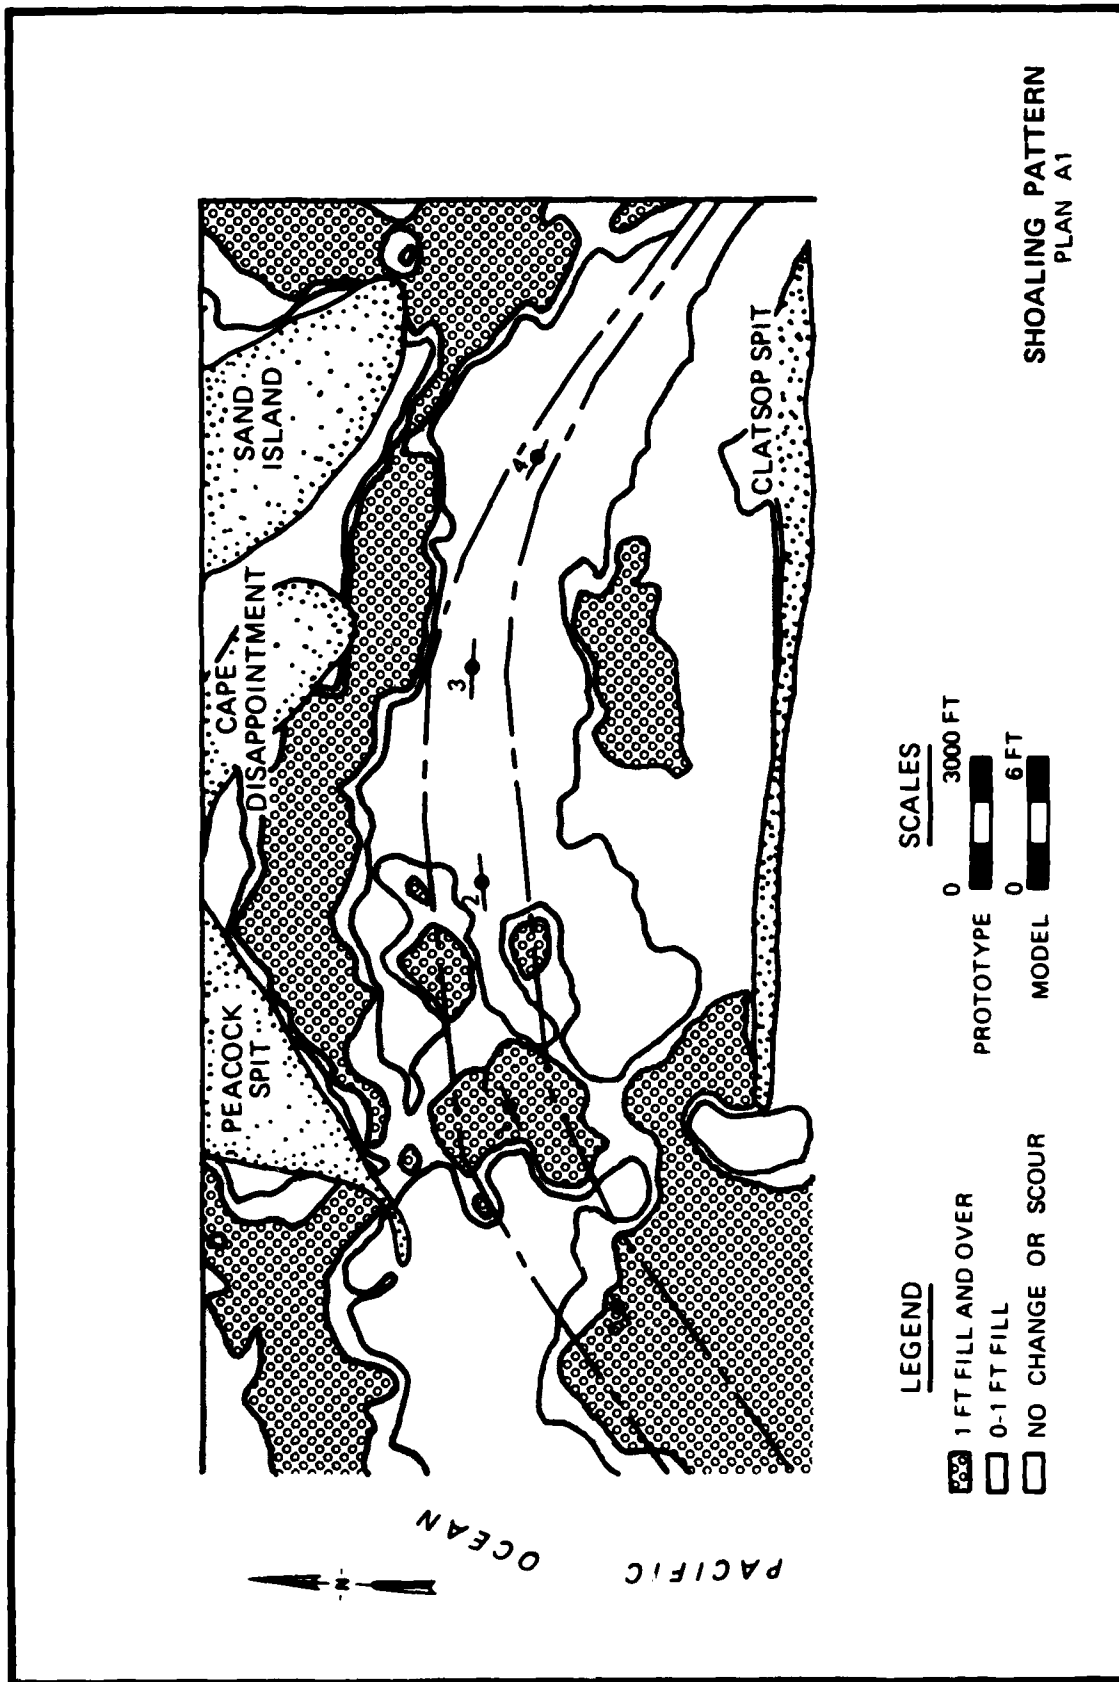 PEACOCK
SPIT
CAPE
DISAPPOINTMENT
SAND
ISLAND
2
3
4
CLATSOP SPIT
N
PACIFIC OCEAN
LEGEND
1 FT FILL AND OVER
0-1 FT FILL
NO CHANGE OR SCOUR
SCALES
PROTOTYPE 0 3000 FT
MODEL 0 6 FT
SHOALING PATTERN
PLAN A1